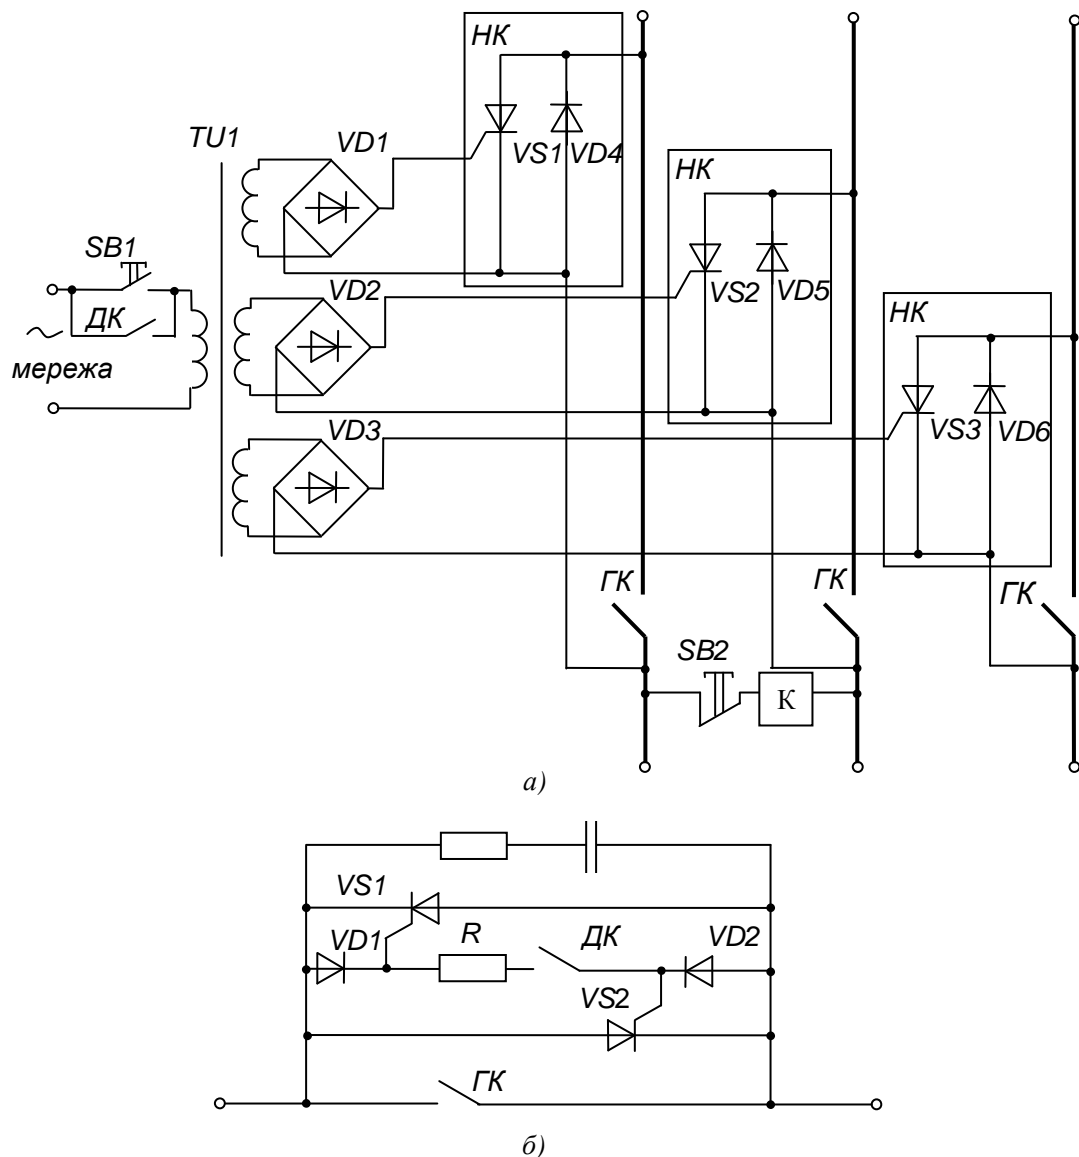 НК
TU1
VD1
VS1
VD4
НК
SB1
VD2
VS2
VD5
НК
ДК
мережа
VD3
VS3
VD6
ГК
ГК
ГК
SB2
К
а)
VS1
VD1
R
ДК
VD2
VS2
ГК
б)